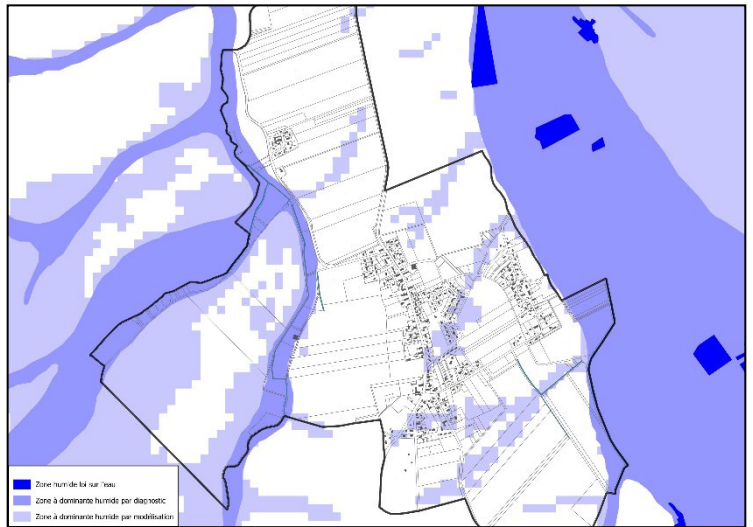 Zone humide loi sur l'eau
Zone à dominante humide par diagnostic
Zone à dominante humide par modélisation